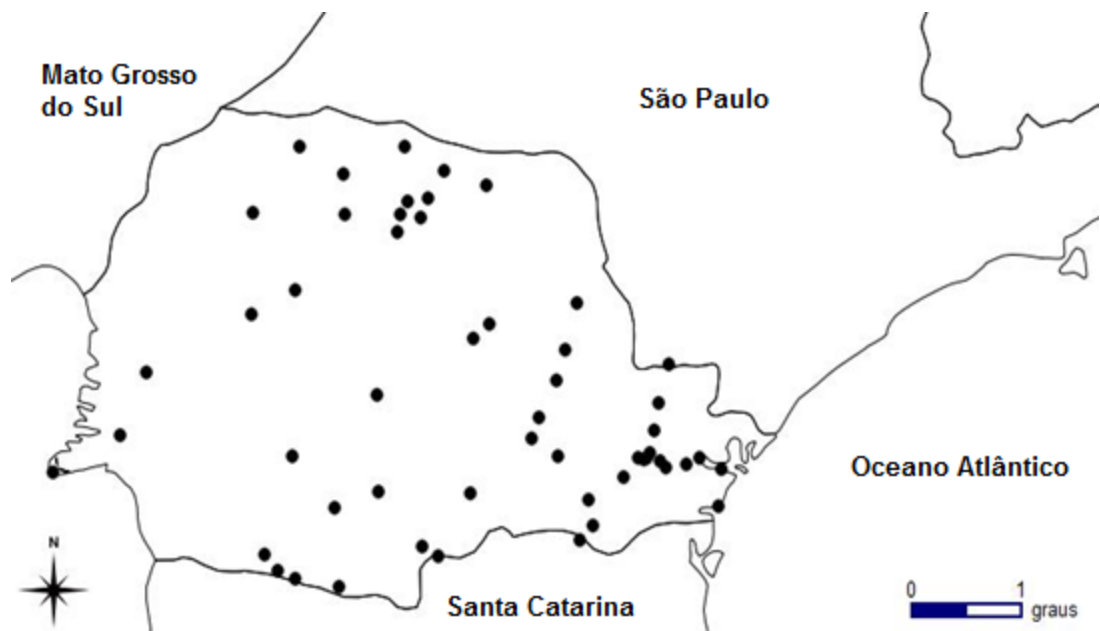 Mato Grosso
do Sul
São Paulo
Oceano Atlântico
N
Santa Catarina
0 1
graus